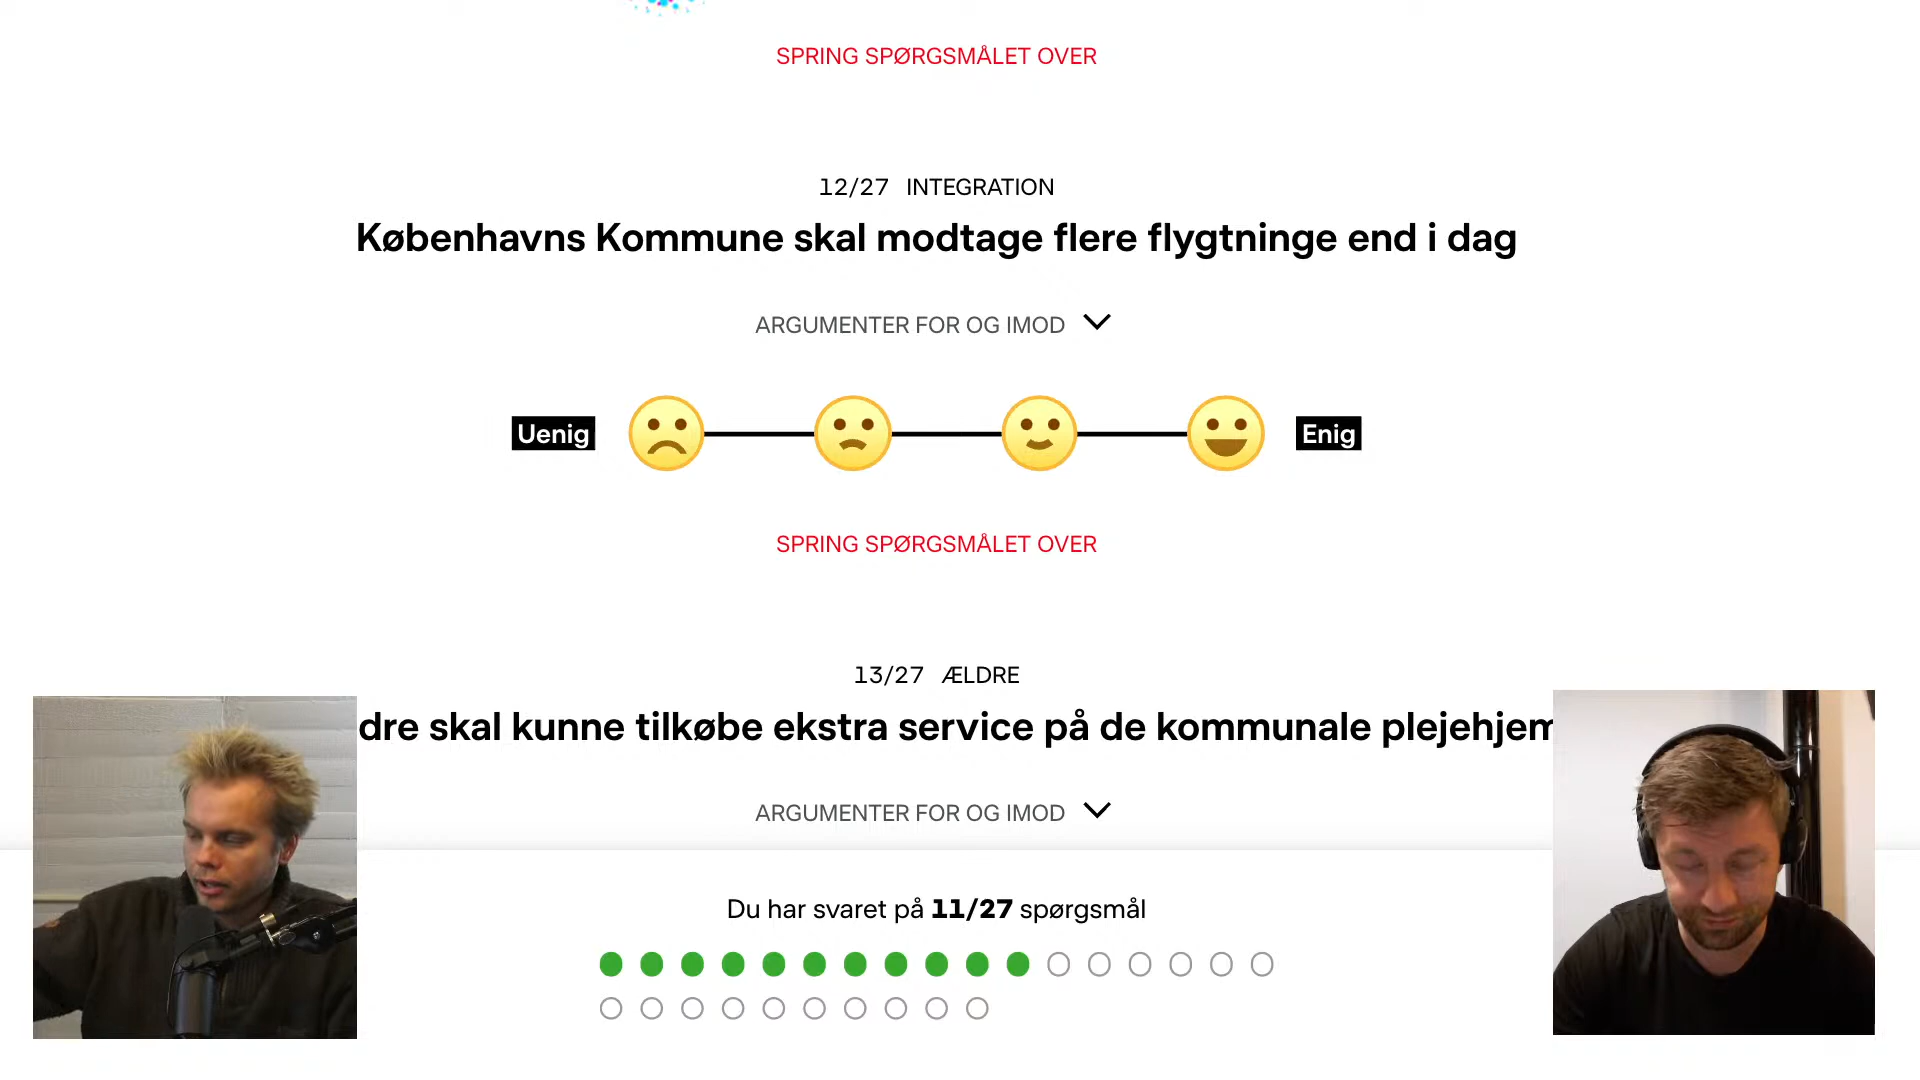 SPRING SPØRGSMÅLET OVER
12/27 INTEGRATION
Københavns Kommune skal modtage flere flygtninge end i dag
ARGUMENTER FOR OG IMOD
Uenig Enig
SPRING SPØRGSMÅLET OVER
13/27 ÆLDRE
skal kunne tilkøbe ekstra service på de kommunale
ARGUMENTER FOR OG IMOD
Du har svaret på 11/27 spørgsmål